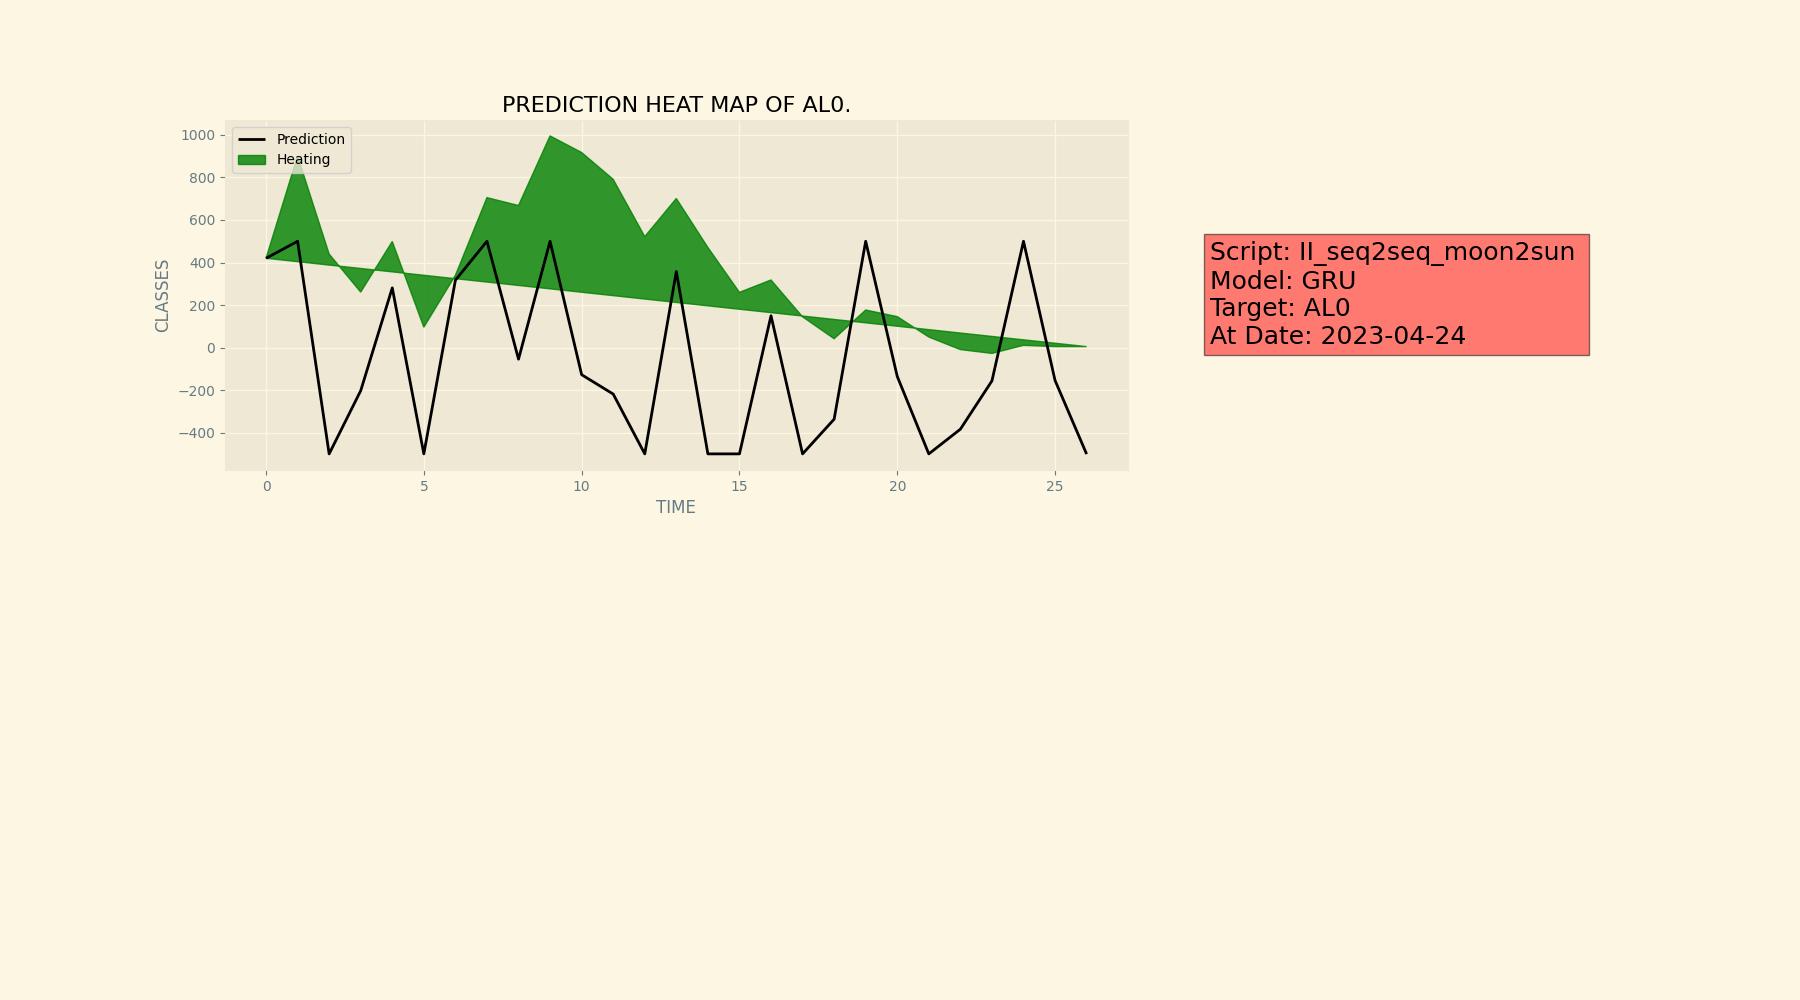 PREDICTION HEAT MAP OF AL0.
Prediction
Heating
1000
800
600
400
200
0
−200
−400
CLASSES
0 5 10 15 20 25
TIME
Script: II_seq2seq_moon2sun
Model: GRU
Target: AL0
At Date: 2023-04-24